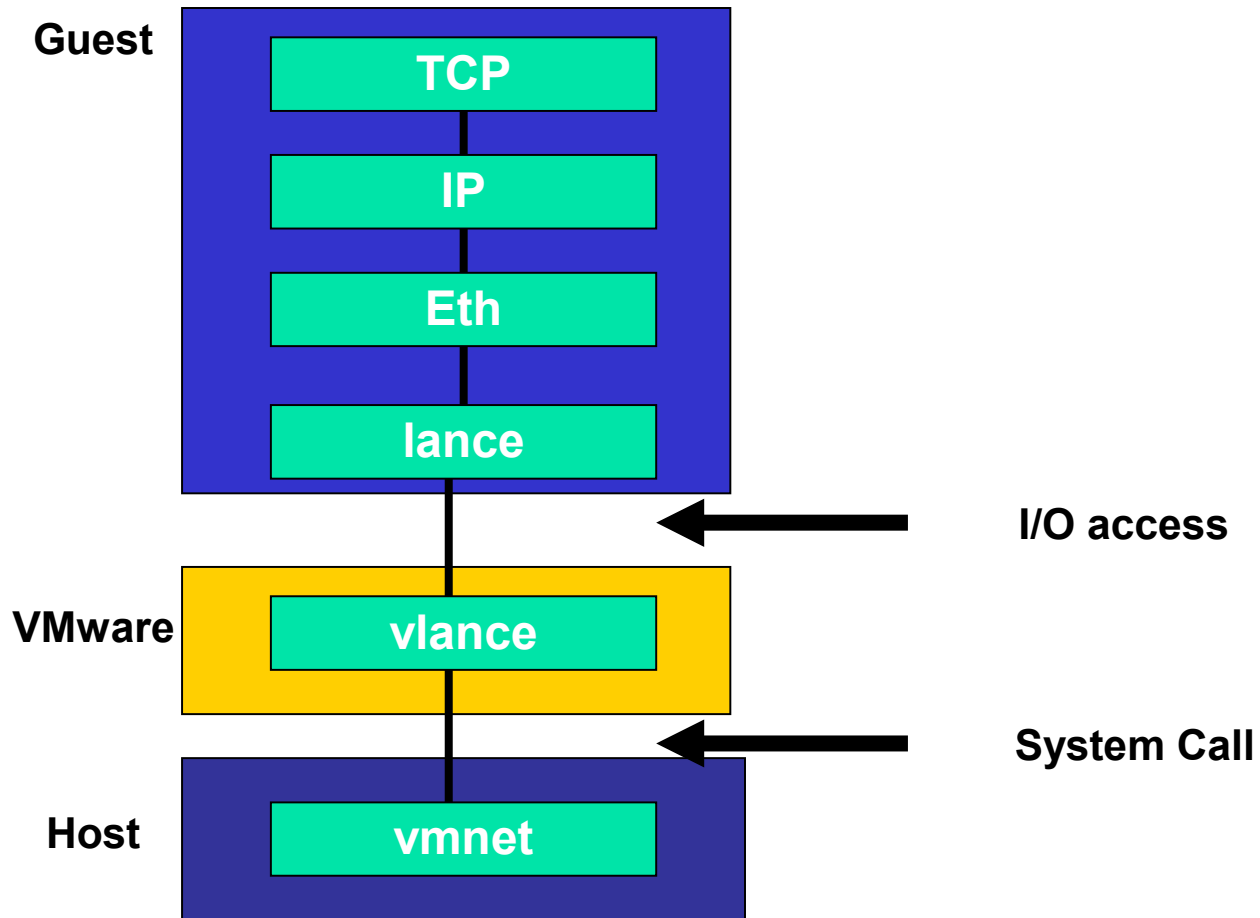 Guest
TCP
IP
Eth
lance
I/O access
VMware
vlance
System Call
Host
vmnet